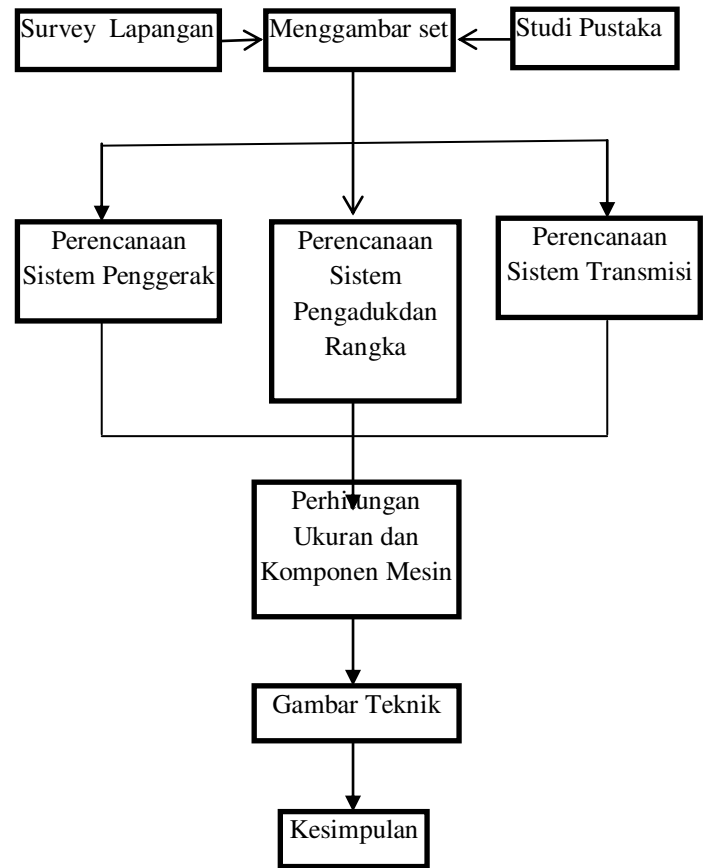 Survey Lapangan
Menggambar set
Studi Pustaka
Perencanaan
Sistem Penggerak
Perencanaan
Sistem
Pengadukdan
Rangka
Perencanaan
Sistem Transmisi
Perhitungan
Ukuran dan
Komponen Mesin
Gambar Teknik
Kesimpulan